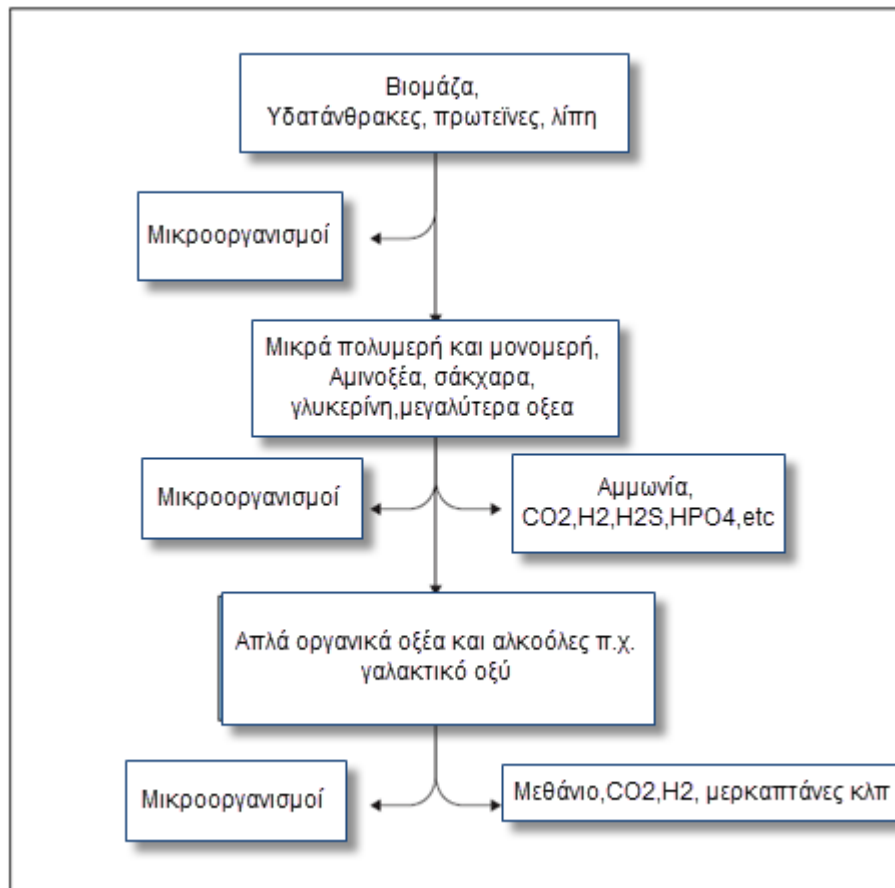 Βιομάζα,
Υδατάνθρακες, πρωτεϊνες, λίπη
Μικροοργανισμοί
Μικρά πολυμερή και μονομερή,
Αμινοξέα, σάκχαρα,
γλυκερίνη,μεγαλύτερα οξεα
Μικροοργανισμοί
Αμμωνία,
CO2,H2,H2S,HPO4,etc
Απλά οργανικά οξέα και αλκοόλες π.χ.
γαλακτικό οξύ
Μικροοργανισμοί
Μεθάνιο,CO2,H2, μερκαπτάνες κλπ